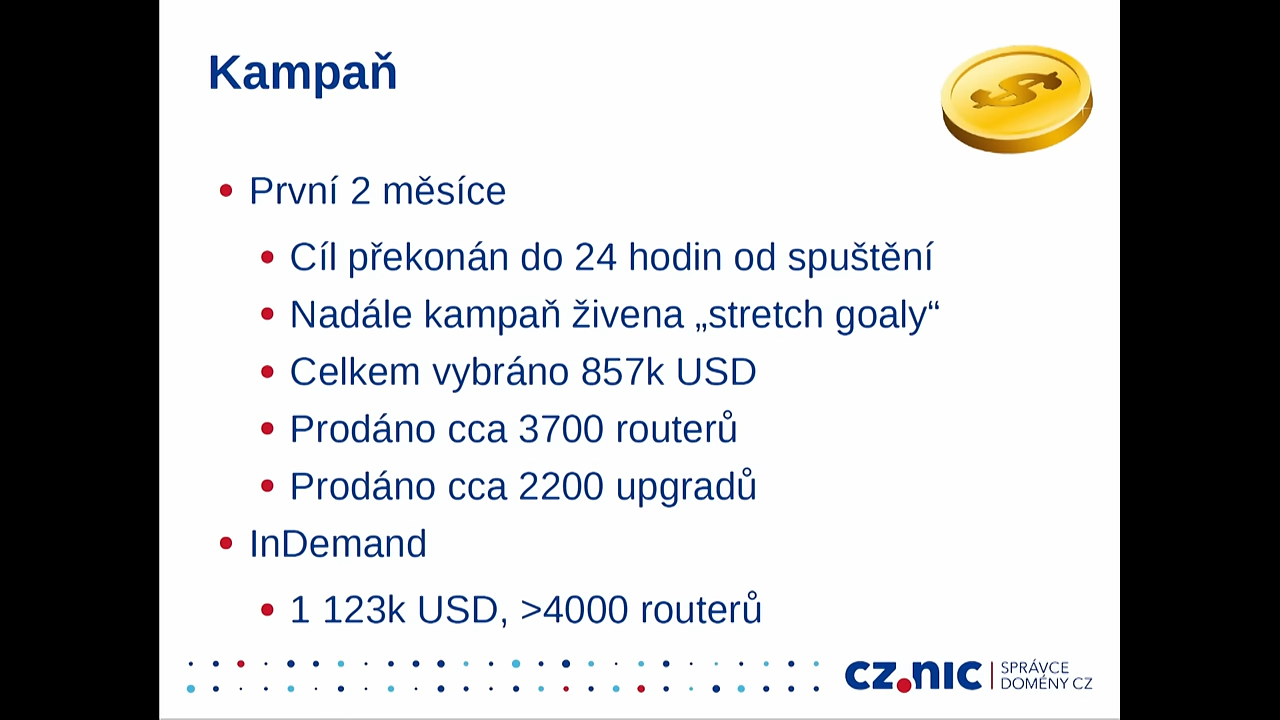 Kampaň
První 2 měsíce
Cíl překonán do 24 hodin od spuštění
Nadále kampaň živena „stretch goaly“
Celkem vybráno 857k USD
Prodáno cca 3700 routerů
Prodáno cca 2200 upgradů
InDemand
1 123k USD, >4000 routerů
CZ.NIC | SPRÁVCE
DOMÉNY CZ